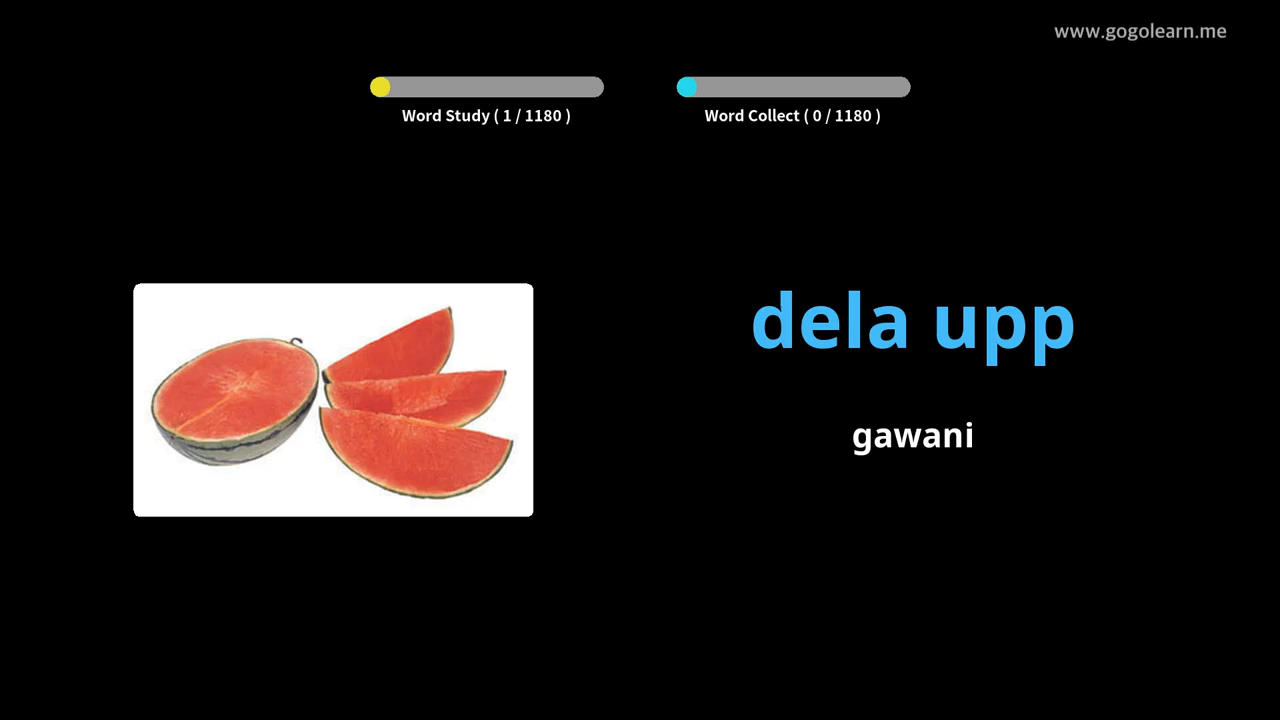 www.gogolearn.me
Word Study ( 1 / 1180 )
Word Collect ( 0 / 1180 )
dela upp
gawani